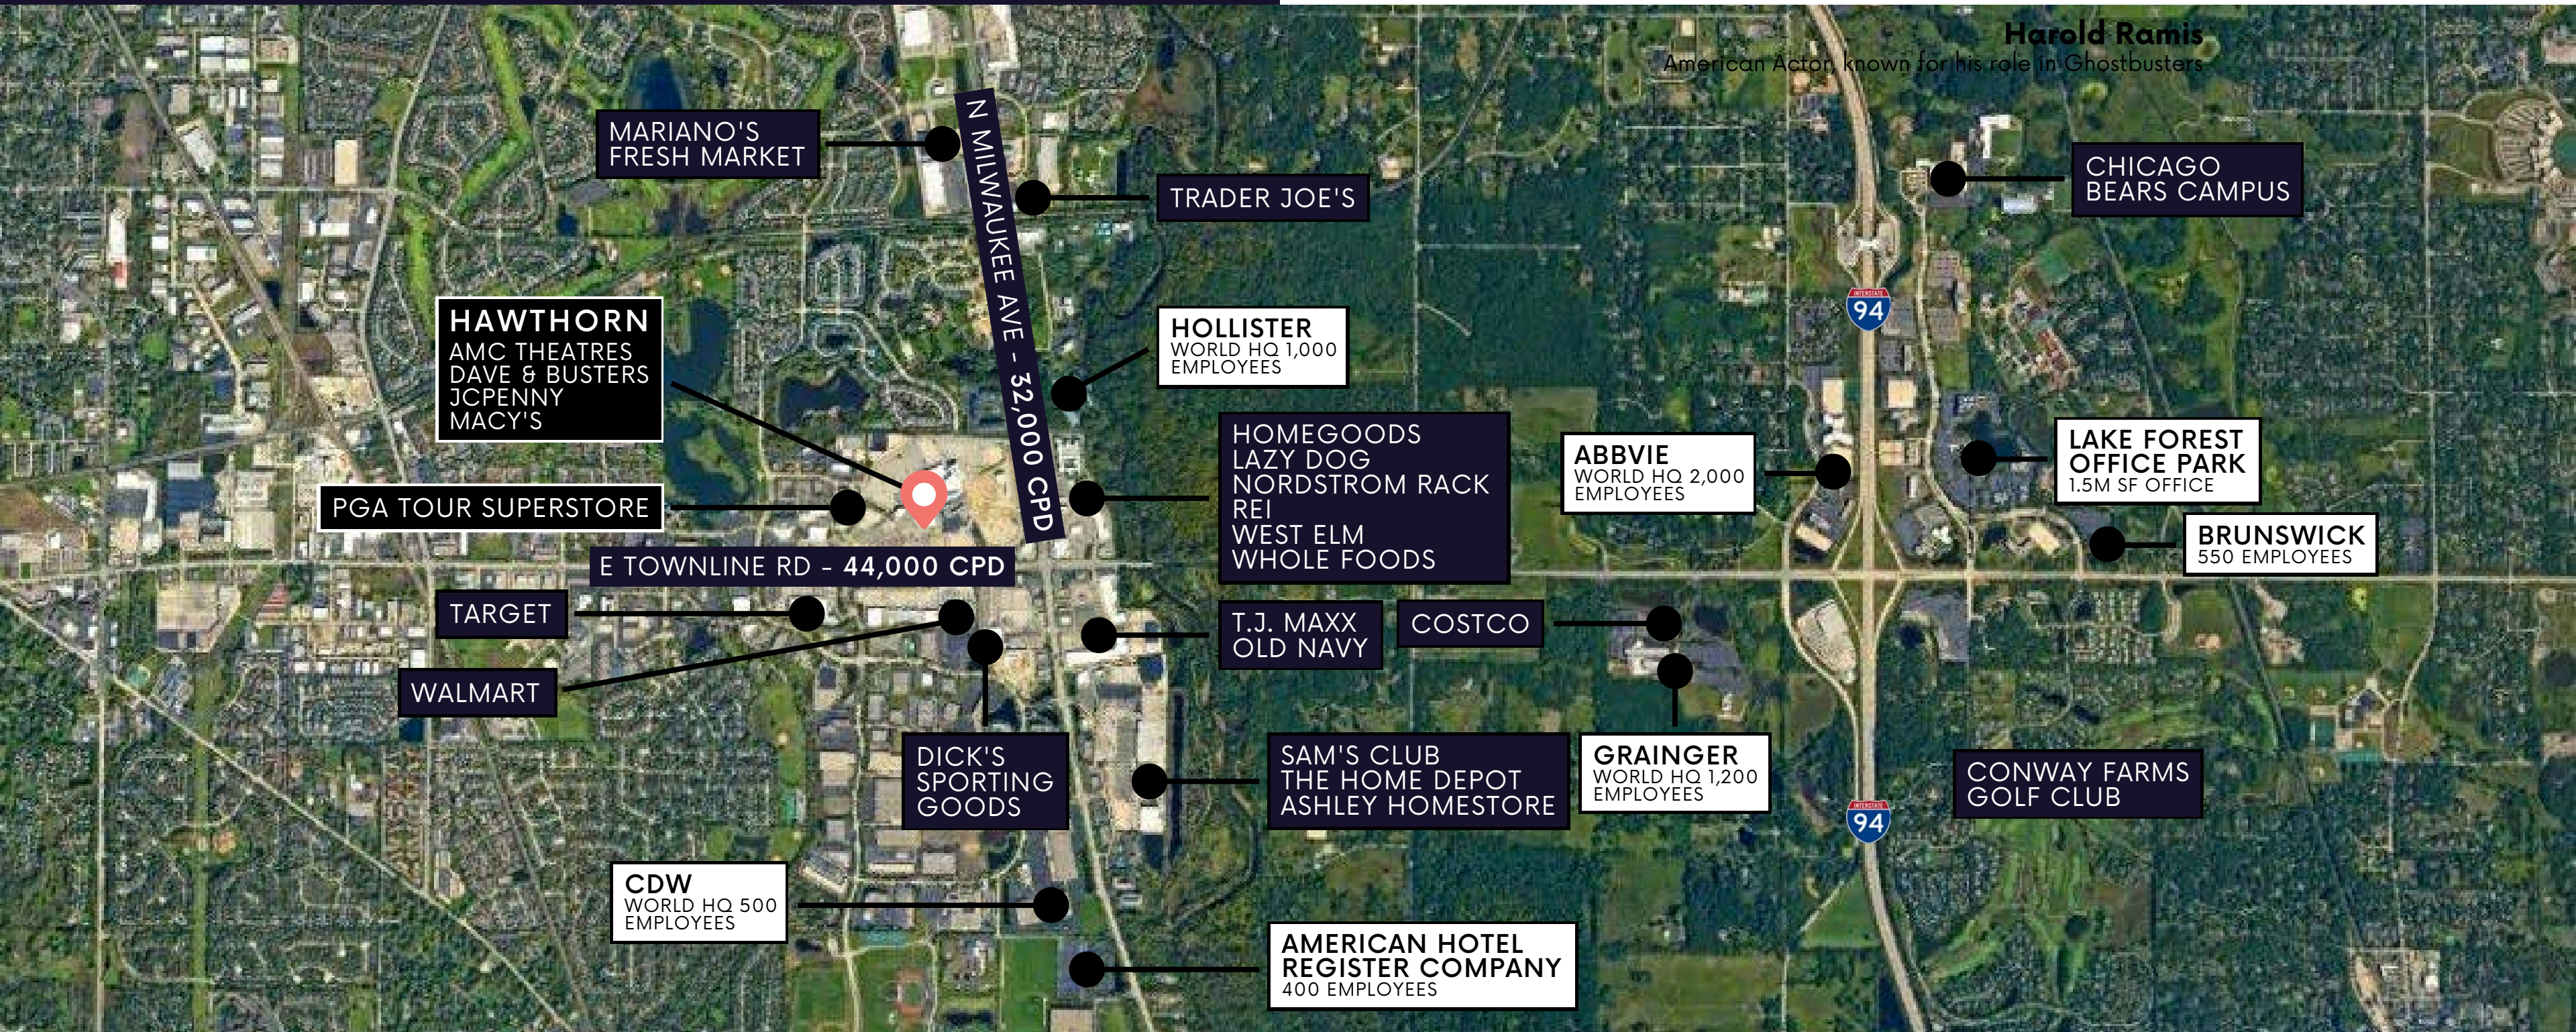 Harold Ramis
American Actor, known for his role in Ghostbusters
MARIANO'S
FRESH MARKET
N MILWAUKEE AVE - 32,000 CPD
TRADER JOE'S
CHICAGO
BEARS CAMPUS
INTERSTATE
94
HAWTHORN
AMC THEATRES
DAVE & BUSTERS
JCPENNY
MACY'S
HOLLISTER
WORLD HQ 1,000
EMPLOYEES
HOMEGOODS
LAZY DOG
NORDSTROM RACK
REI
WEST ELM
WHOLE FOODS
ABBVIE
WORLD HQ 2,000
EMPLOYEES
LAKE FOREST
OFFICE PARK
1.5M SF OFFICE
PGA TOUR SUPERSTORE
BRUNSWICK
550 EMPLOYEES
E TOWNLINE RD - 44,000 CPD
TARGET
T.J. MAXX
OLD NAVY
COSTCO
WALMART
DICK'S
SPORTING
GOODS
SAM'S CLUB
THE HOME DEPOT
ASHLEY HOMESTORE
GRAINGER
WORLD HQ 1,200
EMPLOYEES
CONWAY FARMS
GOLF CLUB
INTERSTATE
94
CDW
WORLD HQ 500
EMPLOYEES
AMERICAN HOTEL
REGISTER COMPANY
400 EMPLOYEES